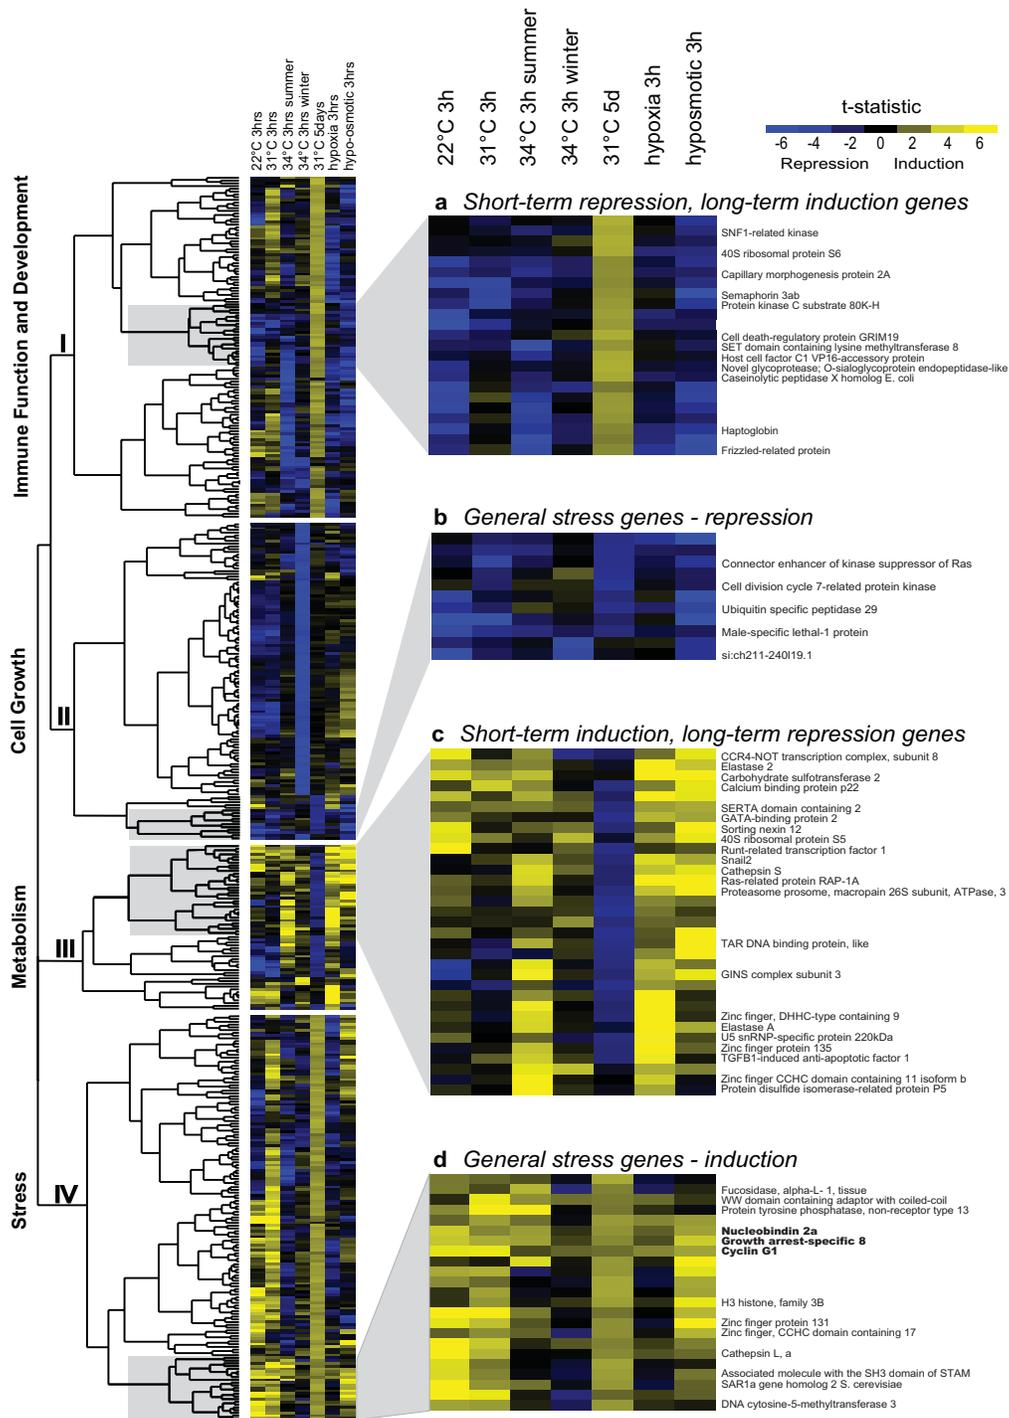 22°C 3hrs
31°C 3hrs
34°C 3hrs summer
34°C 3hrs winter
31°C 5days
hypoxia 3hrs
hypo-osmotic 3hrs
22°C 3h
31°C 3h
34°C 3h summer
34°C 3h winter
31°C 5d
hypoxia 3h
hyposmotic 3h
t-statistic
-6 -4 -2 0 2 4 6
Repression Induction
Immune Function and Development
I
Cell Growth
II
Metabolism
III
Stress
IV
a Short-term repression, long-term induction genes
SNF1-related kinase
40S ribosomal protein S6
Capillary morphogenesis protein 2A
Semaphorin 3ab
Protein kinase C substrate 80K-H
Cell death-regulatory protein GRIM19
SET domain containing lysine methyltransferase 8
Host cell factor C1 VP16-accessory protein
Novel glycoprotease; O-sialoglycoprotein endopeptidase-like
Caseinolytic peptidase X homolog E. coli
Haptoglobin
Frizzled-related protein
b General stress genes - repression
Connector enhancer of kinase suppressor of Ras
Cell division cycle 7-related protein kinase
Ubiquitin specific peptidase 29
Male-specific lethal-1 protein
si:ch211-240l19.1
c Short-term induction, long-term repression genes
CCR4-NOT transcription complex, subunit 8
Elastase 2
Carbohydrate sulfotransferase 2
Calcium binding protein p22
SERTA domain containing 2
GATA-binding protein 2
Sorting nexin 12
40S ribosomal protein S5
Runt-related transcription factor 1
Snail2
Cathepsin S
Ras-related protein RAP-1A
Proteasome prosome, macropain 26S subunit, ATPase, 3
TAR DNA binding protein, like
GINS complex subunit 3
Zinc finger, DHHC-type containing 9
Elastase A
U5 snRNP-specific protein 220kDa
Zinc finger protein 135
TGFB1-induced anti-apoptotic factor 1
Zinc finger CCHC domain containing 11 isoform b
Protein disulfide isomerase-related protein P5
d General stress genes - induction
Fucosidase, alpha-L- 1, tissue
WW domain containing adaptor with coiled-coil
Protein tyrosine phosphatase, non-receptor type 13
Nucleobindin 2a
Growth arrest-specific 8
Cyclin G1
H3 histone, family 3B
Zinc finger protein 131
Zinc finger, CCHC domain containing 17
Cathepsin L, a
Associated molecule with the SH3 domain of STAM
SAR1a gene homolog 2 S. cerevisiae
DNA cytosine-5-methyltransferase 3